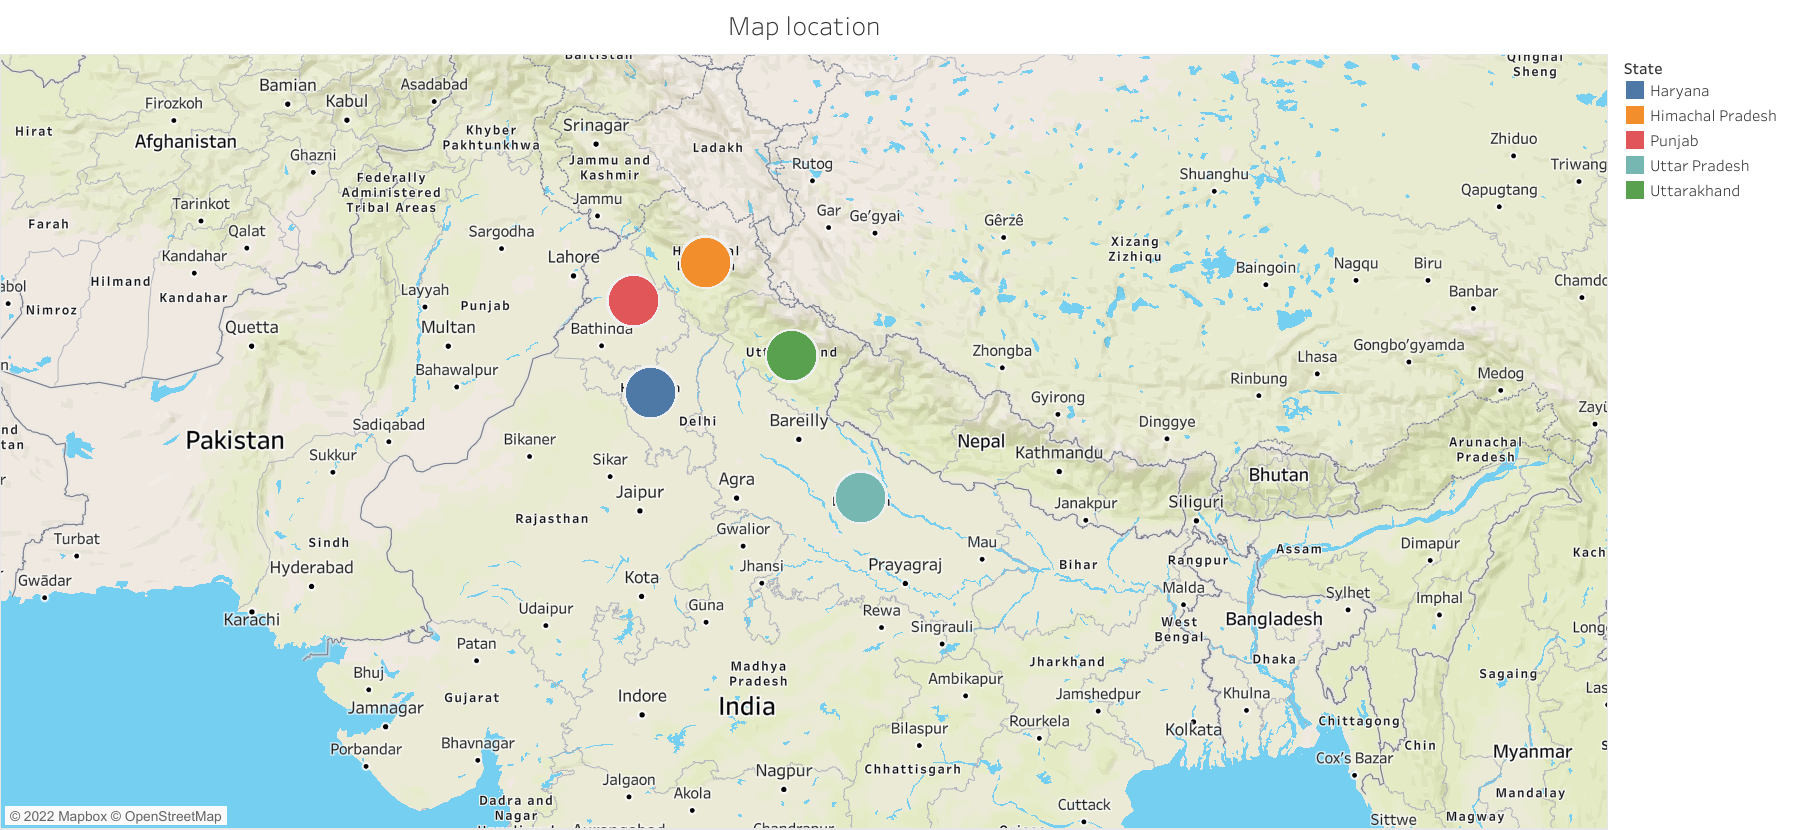 Map location
State
Haryana
Himachal Pradesh
Punjab
Uttar Pradesh
Uttarakhand
Baltistan
Qinghai
Sheng
Bamian
Asadabad
Firozkoh
Kabul
Hirat
Afghanistan
Khyber
Pakhtunkhwa
Srinagar
Ladakh
Zhiduo
Ghazni
Jammu and
Kashmir
Rutog
Triwang
Federally
Administered
Tribal Areas
Shuanghu
Qapugtang
Tarinkot
Jammu
Farah
Gar
Ge'gyai
Gêrzê
Qalat
Sargodha
Xizang
Zizhiqu
Kandahar
Lahore
Baingoin
Nagqu
Biru
Hilmand
Chamdo
Kandahar
Layyah
Punjab
Banbar
Nimroz
Quetta
Multan
Bathinda
Zhongba
Lhasa
Gongbo'gyamda
Bahawalpur
Rinbung
Medog
Gyirong
Zayü
Pakistan
Sadiqabad
Delhi
Bareilly
Dinggye
Bikaner
Nepal
Kathmandu
Arunachal
Pradesh
Sukkur
Sikar
Agra
Bhutan
Jaipur
Janakpur
Siliguri
Rajasthan
Gwalior
Turbat
Sindh
Mau
Assam
Dimapur
Kach
Hyderabad
Jhansi
Prayagraj
Bihar
Rangpur
Gwādar
Kota
Malda
Sylhet
Imphal
Karachi
Udaipur
Guna
Rewa
Singrauli
West
Bengal
Bangladesh
Patan
Madhya
Pradesh
Jharkhand
Dhaka
Bhuj
Gujarat
Indore
India
Ambikapur
Jamshedpur
Khulna
Sagaing
Jamnagar
Bilaspur
Rourkela
Kolkata
Chittagong
Porbandar
Bhavnagar
Chin
Myanmar
Cox's Bazar
Jalgaon
Nagpur
Chhattisgarh
Dadra and
Nagar
Akola
Mandalay
Cuttack
Sittwe
Magway
© 2022 Mapbox © OpenStreetMap